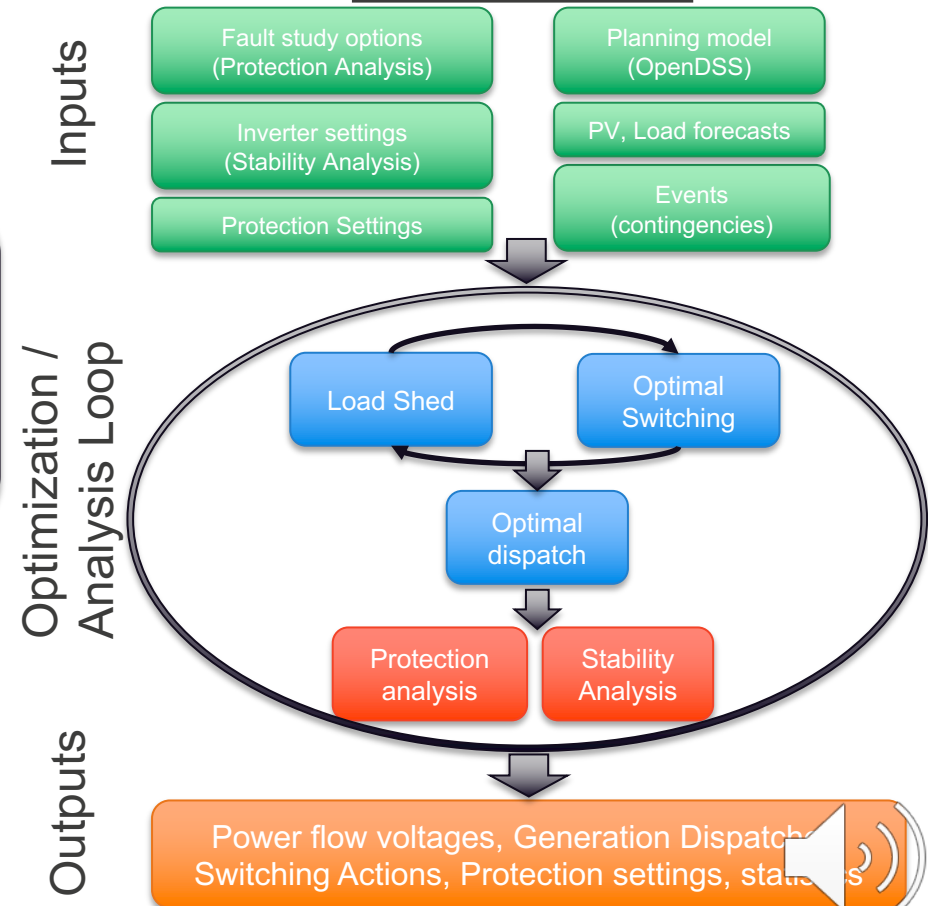 Inputs
Fault study options
(Protection Analysis)
Planning model
(OpenDSS)
Inverter settings
(Stability Analysis)
PV, Load forecasts
Protection Settings
Events
(contingencies)
Optimization /
Analysis Loop
Load Shed
Optimal
Switching
Optimal
dispatch
Protection
analysis
Stability
Analysis
Outputs
Power flow voltages, Generation
Switching Actions, Protection settings,